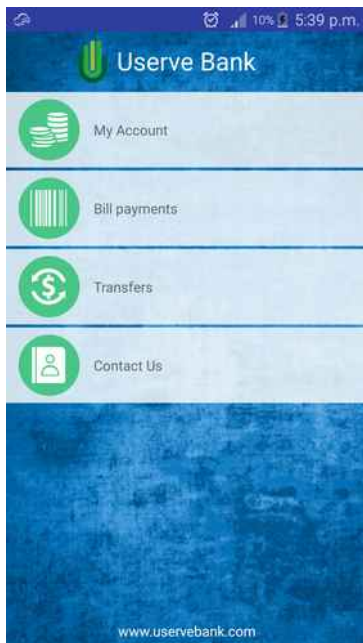 10% 5:39 p.m.
Userve Bank
My Account
Bill payments
Transfers
Contact Us
www.uservebank.com